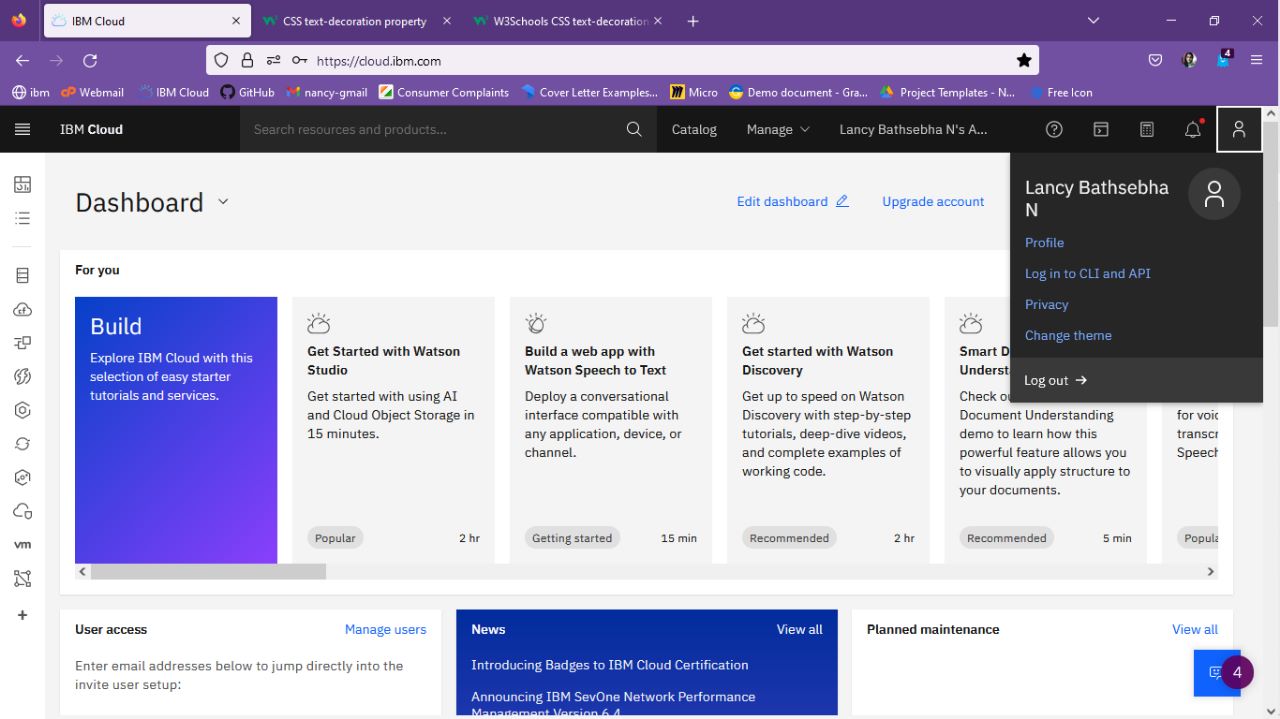 IBM Cloud
CSS text-decoration property
W3Schools CSS text-decoration
https://cloud.ibm.com
4
ibm
Webmail
IBM Cloud
GitHub
nancy-gmail
Consumer Complaints
Cover Letter Examples...
Micro
Demo document - Gra...
Project Templates - N...
Free Icon
IBM Cloud
Search resources and products...
Catalog
Manage
Lancy Bathsebha N's A...
Dashboard
Edit dashboard
Upgrade account
Lancy Bathsebha
N
Profile
Log in to CLI and API
Privacy
Change theme
Log out
For you
Build
Explore IBM Cloud with this
selection of easy starter
tutorials and services.
Get Started with Watson
Studio
Get started with using AI
and Cloud Object Storage in
15 minutes.
Popular
2 hr
Build a web app with
Watson Speech to Text
Deploy a conversational
interface compatible with
any application, device, or
channel.
Getting started
15 min
Get started with Watson
Discovery
Get up to speed on Watson
Discovery with step-by-step
tutorials, deep-dive videos,
and complete examples of
working code.
Recommended
2 hr
Smart D
Underst
Check ou
Document Understanding
demo to learn how this
powerful feature allows you
to visually apply structure to
your documents.
Recommended
5 min
for voic
transcr
Speech
Popula
vm
User access
Manage users
Enter email addresses below to jump directly into the
invite user setup:
News
View all
Introducing Badges to IBM Cloud Certification
Announcing IBM SevOne Network Performance
Management Version 6.4
Planned maintenance
View all
4